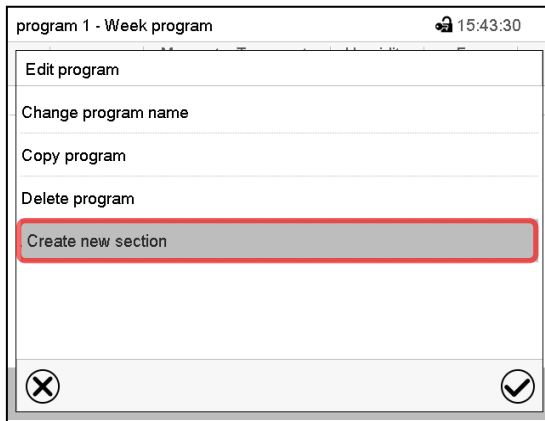 program 1 - Week program 15:43:30
Edit program
Change program name
Copy program
Delete program
Create new section